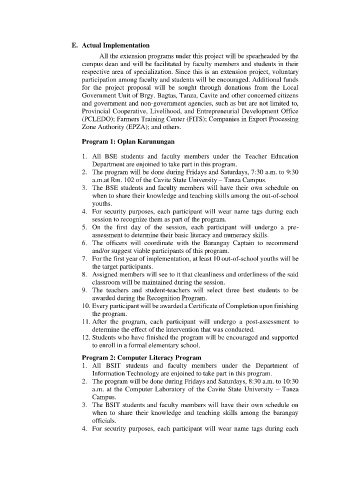 E. Actual Implementation
All the extension programs under this project will be spearheaded by the
campus dean and will be facilitated by faculty members and students in their
respective area of specialization. Since this is an extension project, voluntary
participation among faculty and students will be encouraged. Additional funds
for the project proposal will be sought through donations from the Local
Government Unit of Brgy. Bagtas, Tanza, Cavite and other concerned citizens
and government and non-government agencies, such as but are not limited to,
Provincial Cooperative, Livelihood, and Entrepreneurial Development Office
(PCLEDO); Farmers Training Center (FITS); Companies in Export Processing
Zone Authority (EPZA); and others.
Program 1: Oplan Karunungan
1. All BSE students and faculty members under the Teacher Education
Department are enjoined to take part in this program.
2. The program will be done during Fridays and Saturdays, 7:30 a.m. to 9:30
a.m.at Rm. 102 of the Cavite State University – Tanza Campus.
3. The BSE students and faculty members will have their own schedule on
when to share their knowledge and teaching skills among the out-of-school
youths.
4. For security purposes, each participant will wear name tags during each
session to recognize them as part of the program.
5. On the first day of the session, each participant will undergo a pre-
assessment to determine their basic literacy and numeracy skills.
6. The officers will coordinate with the Barangay Captain to recommend
and/or suggest viable participants of this program.
7. For the first year of implementation, at least 10 out-of-school youths will be
the target participants.
8. Assigned members will see to it that cleanliness and orderliness of the said
classroom will be maintained during the session.
9. The teachers and student-teachers will select three best students to be
awarded during the Recognition Program.
10. Every participant will be awarded a Certificate of Completion upon finishing
the program.
11. After the program, each participant will undergo a post-assessment to
determine the effect of the intervention that was conducted.
12. Students who have finished the program will be encouraged and supported
to enroll in a formal elementary school.
Program 2: Computer Literacy Program
1. All BSIT students and faculty members under the Department of
Information Technology are enjoined to take part in this program.
2. The program will be done during Fridays and Saturdays, 8:30 a.m. to 10:30
a.m. at the Computer Laboratory of the Cavite State University – Tanza
Campus.
3. The BSIT students and faculty members will have their own schedule on
when to share their knowledge and teaching skills among the barangay
officials.
4. For security purposes, each participant will wear name tags during each